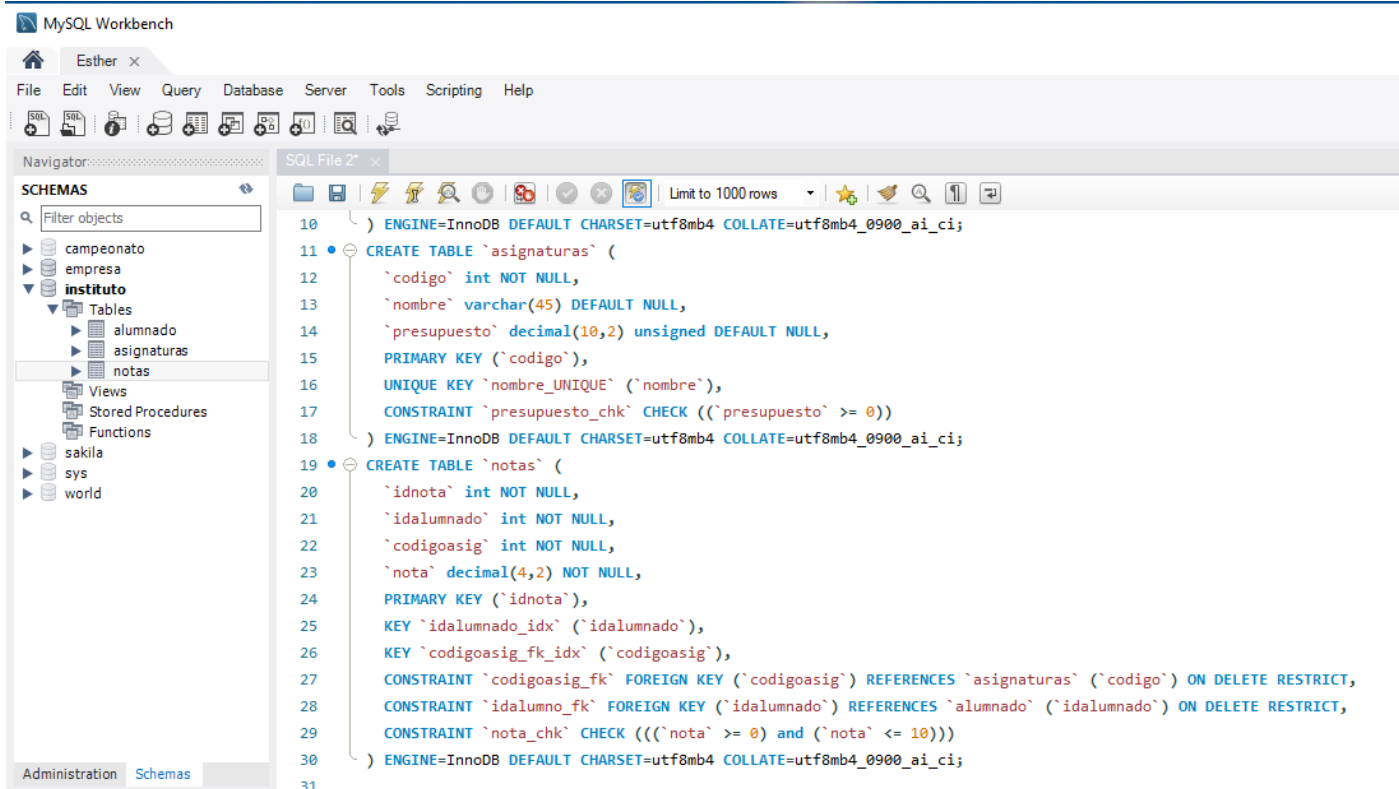 MySQL Workbench
Esther ×
File Edit View Query Database Server Tools Scripting Help
Navigator
SCHEMAS
Filter objects
campeonato
empresa
instituto
Tables
alumnado
asignaturas
notas
Views
Stored Procedures
Functions
sakila
sys
world
Administration Schemas
SQL File 2* ×
Limit to 1000 rows
10 ) ENGINE=InnoDB DEFAULT CHARSET=utf8mb4 COLLATE=utf8mb4_0900_ai_ci;
11 CREATE TABLE `asignaturas` (
12 `codigo` int NOT NULL,
13 `nombre` varchar(45) DEFAULT NULL,
14 `presupuesto` decimal(10,2) unsigned DEFAULT NULL,
15 PRIMARY KEY (`codigo`),
16 UNIQUE KEY `nombre_UNIQUE` (`nombre`),
17 CONSTRAINT `presupuesto_chk` CHECK ((`presupuesto` >= 0))
18 ) ENGINE=InnoDB DEFAULT CHARSET=utf8mb4 COLLATE=utf8mb4_0900_ai_ci;
19 CREATE TABLE `notas` (
20 `idnota` int NOT NULL,
21 `idalumnado` int NOT NULL,
22 `codigoasig` int NOT NULL,
23 `nota` decimal(4,2) NOT NULL,
24 PRIMARY KEY (`idnota`),
25 KEY `idalumnado_idx` (`idalumnado`),
26 KEY `codigoasig_fk_idx` (`codigoasig`),
27 CONSTRAINT `codigoasig_fk` FOREIGN KEY (`codigoasig`) REFERENCES `asignaturas` (`codigo`) ON DELETE RESTRICT,
28 CONSTRAINT `idalumno_fk` FOREIGN KEY (`idalumnado`) REFERENCES `alumnado` (`idalumnado`) ON DELETE RESTRICT,
29 CONSTRAINT `nota_chk` CHECK (((`nota` >= 0) and (`nota` <= 10)))
30 ) ENGINE=InnoDB DEFAULT CHARSET=utf8mb4 COLLATE=utf8mb4_0900_ai_ci;
31